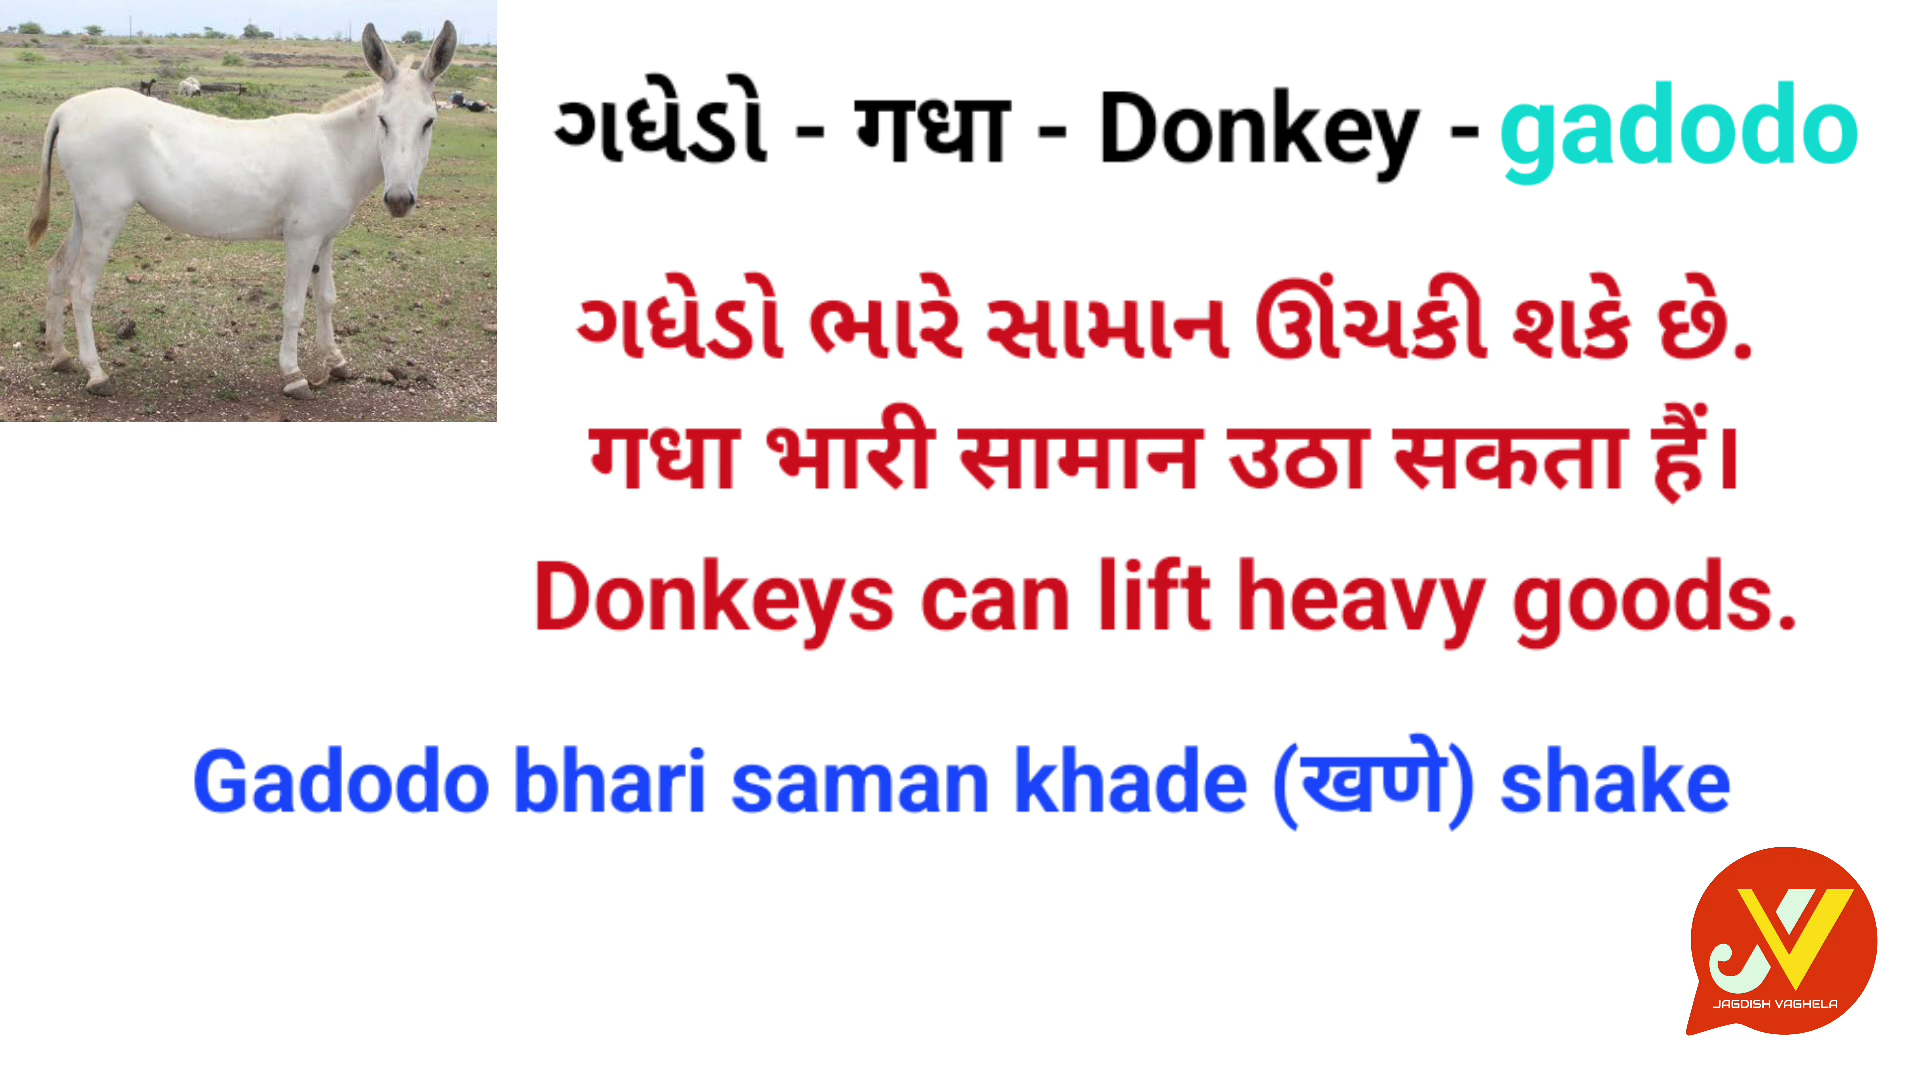 ગધેડો - गधा - Donkey - gadodo
ગધેડો ભારે સામાન ઊંચકી શકે છે.
गधा भारी सामान उठा सकता हैं।
Donkeys can lift heavy goods.
Gadodo bhari saman khade (खणे) shake
JAGDISH VAGHELA